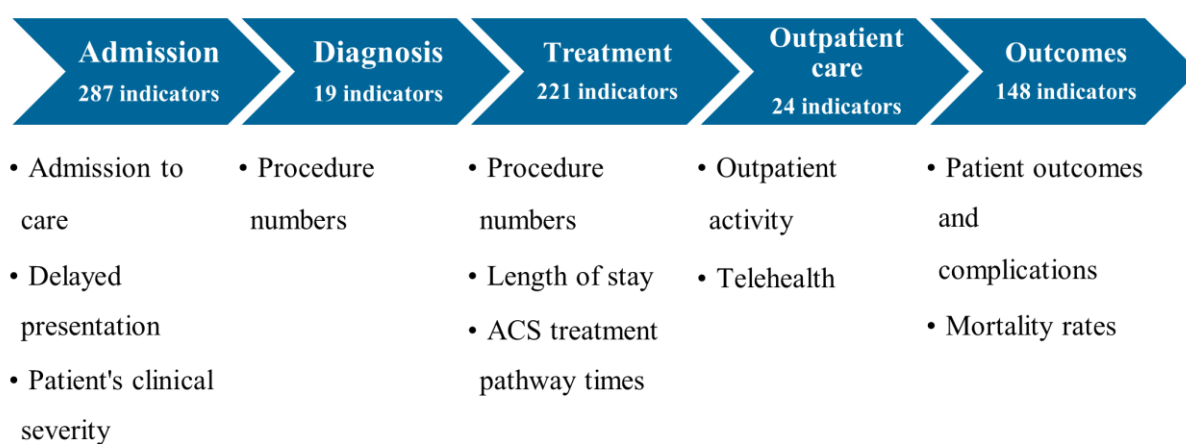 Admission
287 indicators
Diagnosis
19 indicators
Treatment
221 indicators
Outpatient
care
24 indicators
Outcomes
148 indicators
• Admission to
care
• Delayed
presentation
• Patient's clinical
severity
• Procedure
numbers
• Procedure
numbers
• Length of stay
• ACS treatment
pathway times
• Outpatient
activity
• Telehealth
• Patient outcomes
and
complications
• Mortality rates